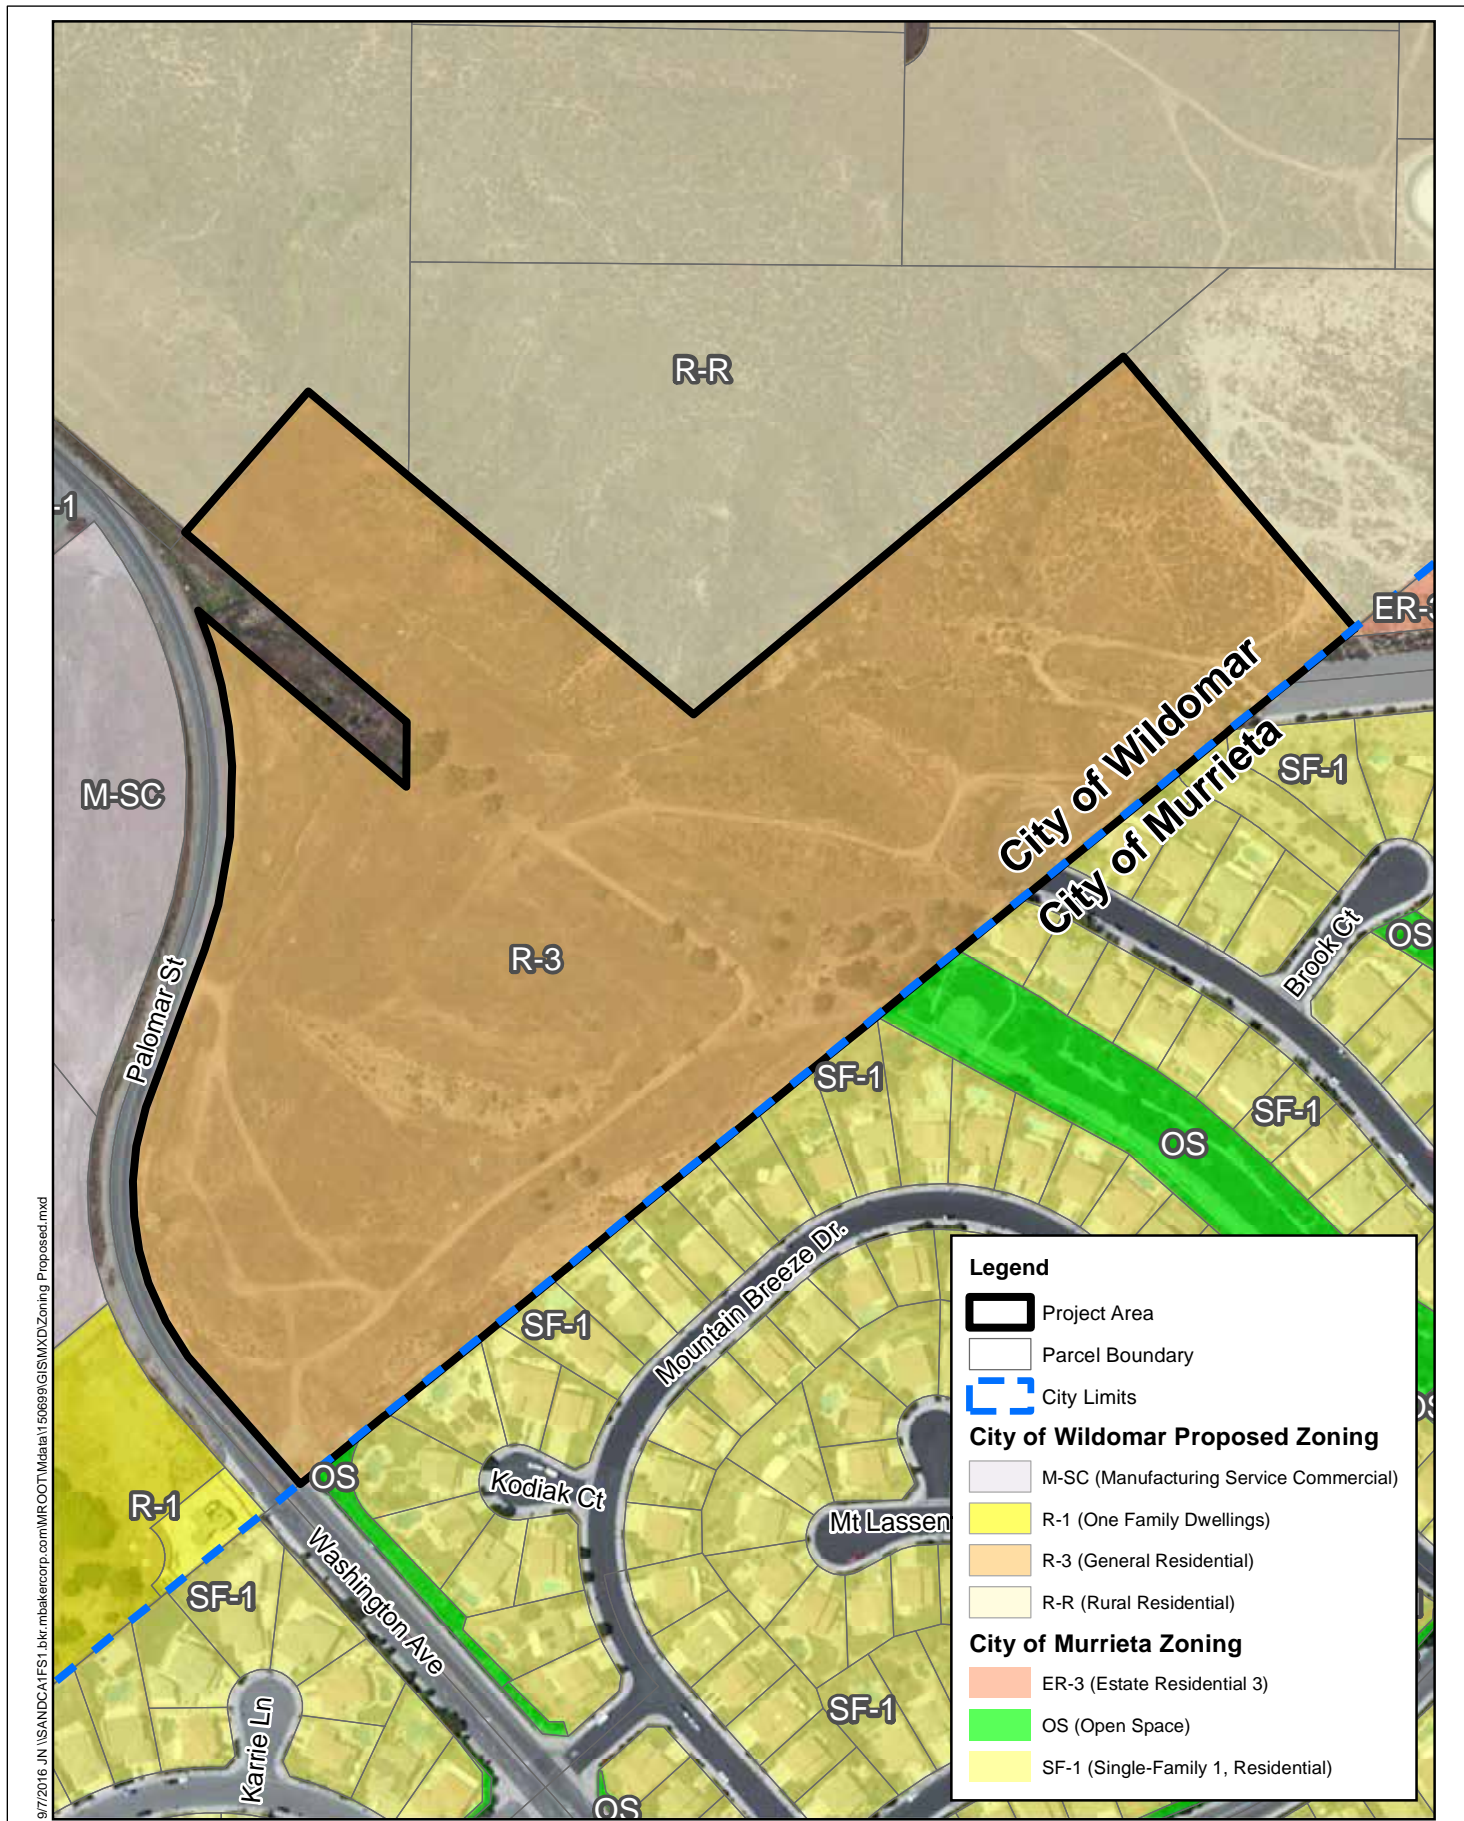 R-R
-1
ER-3
City of Wildomar
City of Murrieta
SF-1
M-SC
OS
Brook Ct
R-3
Palomar St
SF-1
SF-1
OS
Mountain Breeze Dr.
SF-1
OS
Kodiak Ct
R-1
Mt Lassen
Washington Ave
SF-1
SF-1
Karrie Ln
OS
Legend
Project Area
Parcel Boundary
City Limits
City of Wildomar Proposed Zoning
M-SC (Manufacturing Service Commercial)
R-1 (One Family Dwellings)
R-3 (General Residential)
R-R (Rural Residential)
City of Murrieta Zoning
ER-3 (Estate Residential 3)
OS (Open Space)
SF-1 (Single-Family 1, Residential)
9/7/2016 JN \\SANDCA1FS1.bkr.mbakercorp.com\MROOT\Mdata\150699\GIS\MXD\Zoning Proposed.mxd